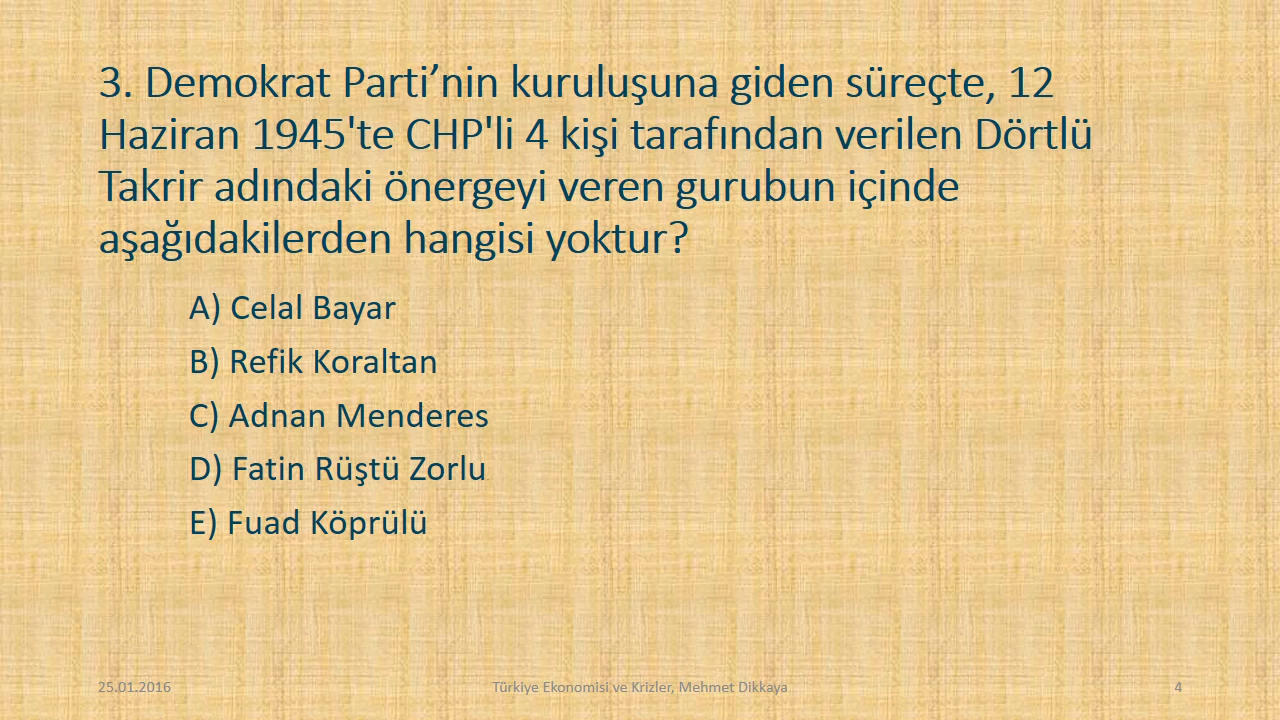 3. Demokrat Parti’nin kuruluşuna giden süreçte, 12
Haziran 1945'te CHP'li 4 kişi tarafından verilen Dörtlü
Takrir adındaki önergeyi veren gurubun içinde
aşağıdakilerden hangisi yoktur?
A) Celal Bayar
B) Refik Koraltan
C) Adnan Menderes
D) Fatin Rüştü Zorlu
E) Fuad Köprülü
25.01.2016
Türkiye Ekonomisi ve Krizler, Mehmet Dikkaya
4